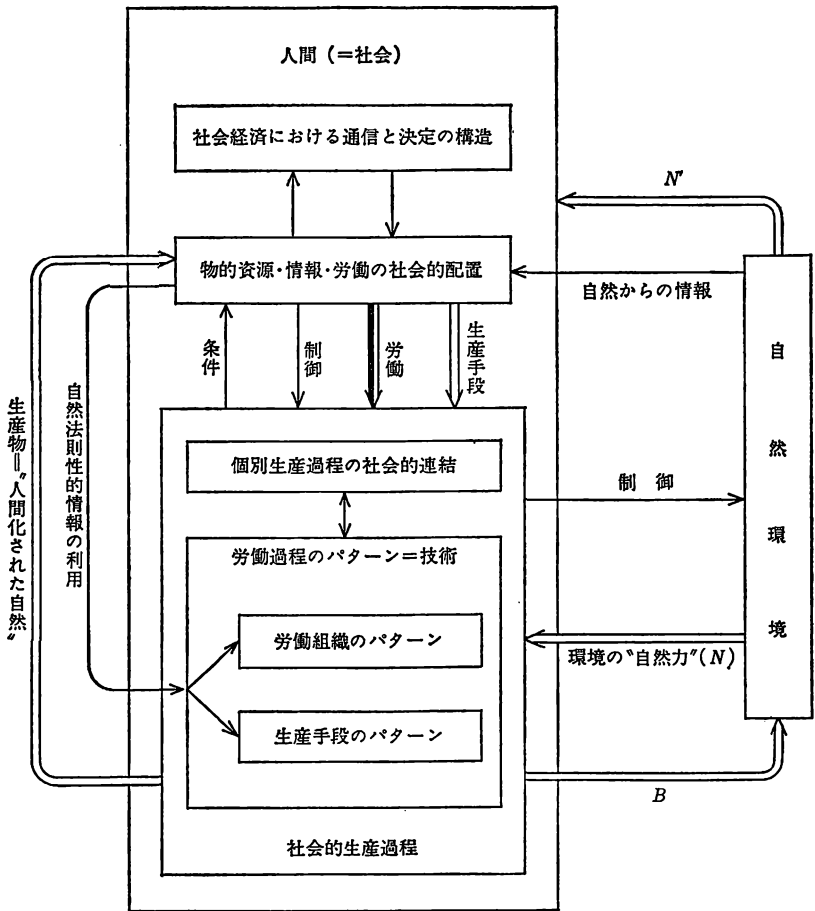 人間(=社会)
社会経済における通信と決定の構造
N'
物的資源・情報・労働の社会的配置
自然からの情報
条件
制御
労働
生産手段
自然環境
生産物=〝人間化された自然〟
自然法則性的情報の利用
個別生産過程の社会的連結
制御
労働過程のパターン=技術
労働組織のパターン
環境の〝自然力〟(N)
生産手段のパターン
B
社会的生産過程